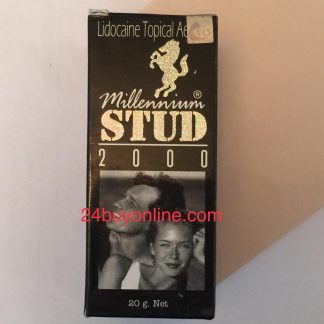 Lidocaine Topical
Millennium®
STUD
2000
24buyonline.com
20 g. Net